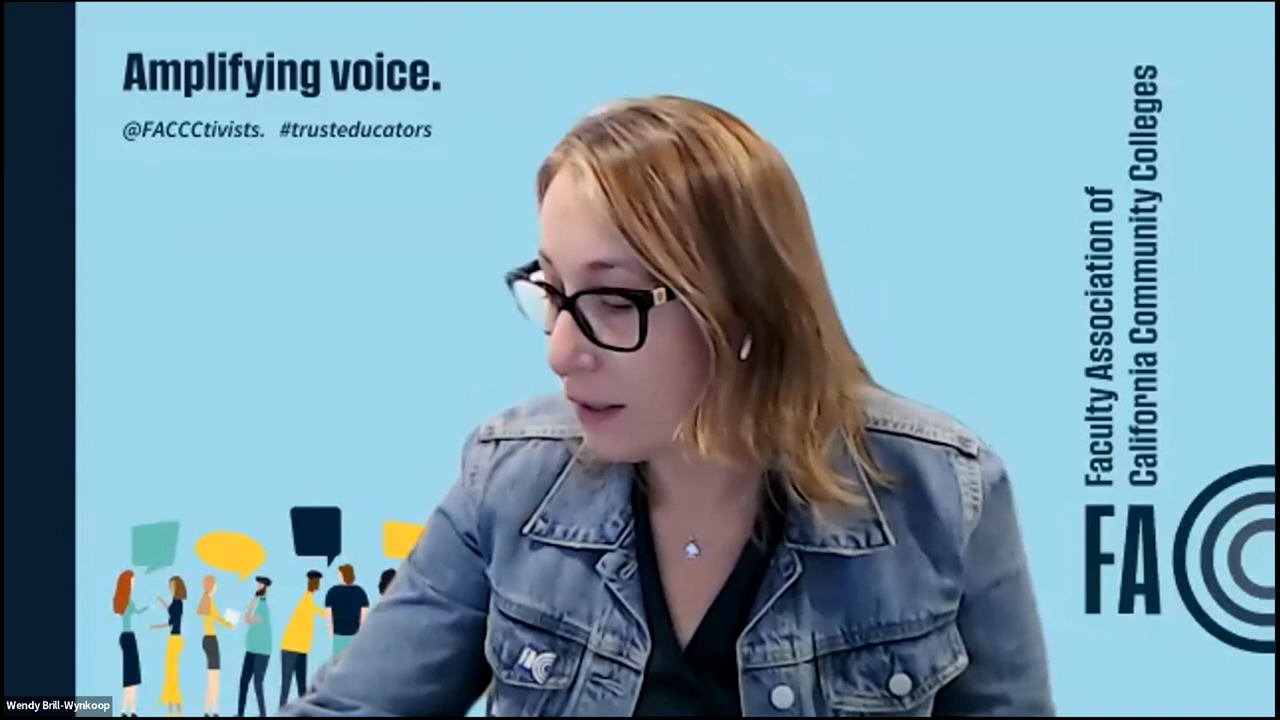 Amplifying voice.
@FACCCtivists. #trusteducators
Faculty Association of
California Community Colleges
FA
Wendy Brill-Wynkoop